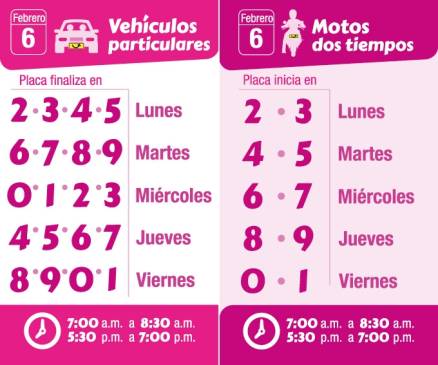 Febrero
6
Vehículos
particulares
Placa finaliza en
2·3·4·5 Lunes
6·7·8·9 Martes
0·1·2·3 Miércoles
4·5·6·7 Jueves
8·9·0·1 Viernes
7:00 a.m. a 8:30 a.m.
5:30 p.m. a 7:00 p.m.
Febrero
6
Motos
dos tiempos
Placa inicia en
2·3 Lunes
4·5 Martes
6·7 Miércoles
8·9 Jueves
0·1 Viernes
7:00 a.m. a 8:30 a.m.
5:30 p.m. a 7:00 p.m.